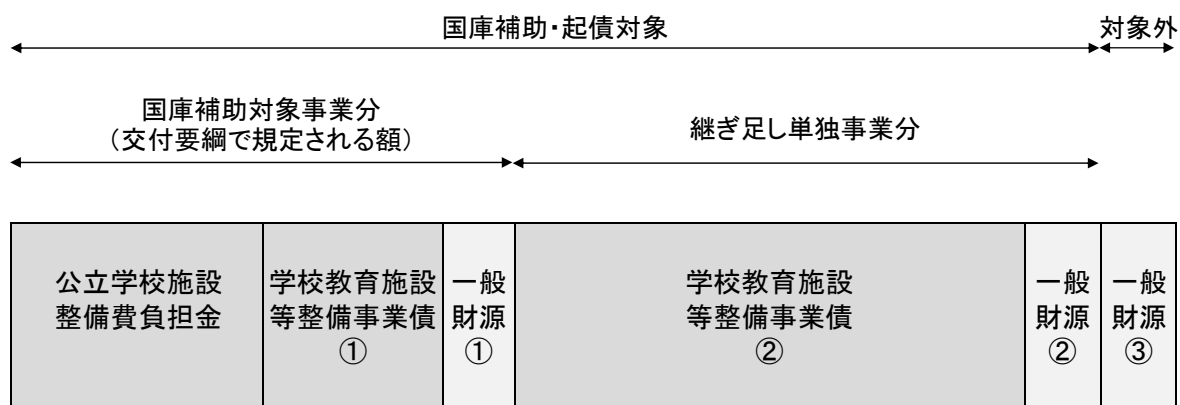 国庫補助・起債対象
対象外
国庫補助対象事業分
（交付要綱で規定される額）
継ぎ足し単独事業分
公立学校施設
整備費負担金
学校教育施設
等整備事業債
①
一般
財源
①
学校教育施設
等整備事業債
②
一般
財源
②
一般
財源
③